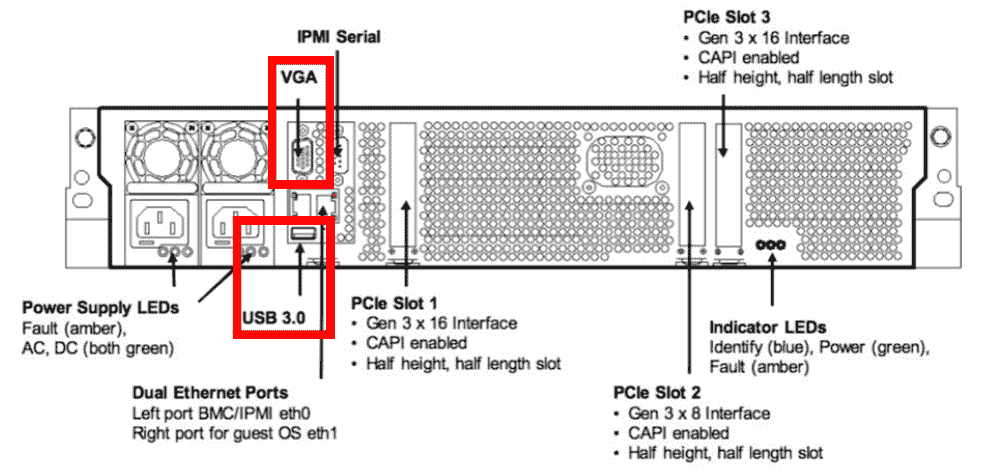 PCIe Slot 3
• Gen 3 x 16 Interface
• CAPI enabled
• Half height, half length slot
IPMI Serial
VGA
Power Supply LEDs
Fault (amber),
AC, DC (both green)
USB 3.0
PCIe Slot 1
• Gen 3 x 16 Interface
• CAPI enabled
• Half height, half length slot
Indicator LEDs
Identify (blue), Power (green),
Fault (amber)
Dual Ethernet Ports
Left port BMC/IPMI eth0
Right port for guest OS eth1
PCIe Slot 2
• Gen 3 x 8 Interface
• CAPI enabled
• Half height, half length slot